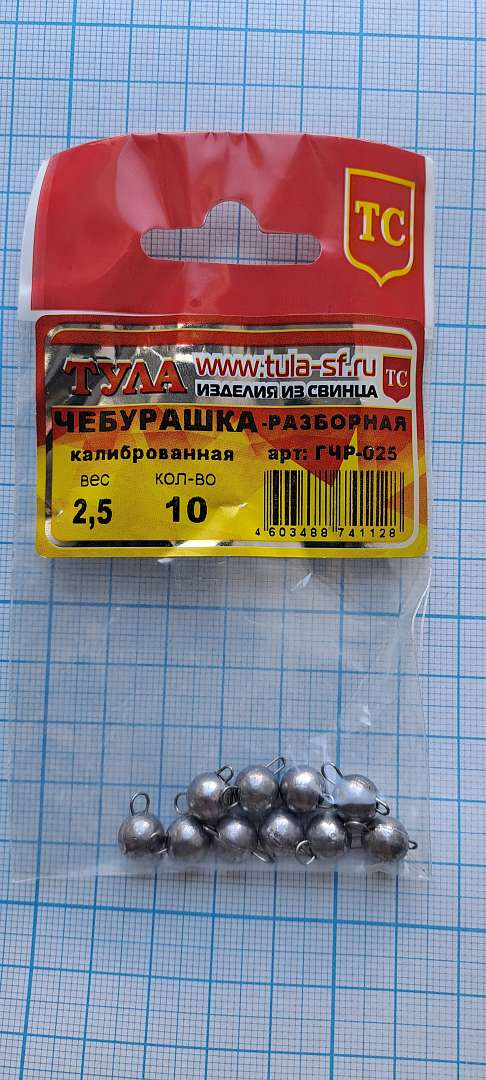 ТС
ТУЛА www.tula-sf.ru
ИЗДЕЛИЯ ИЗ СВИНЦА ТС
ЧЕБУРАШКА-РАЗБОРНАЯ
калиброванная арт: ГЧР-025
вес кол-во
2,5 10
4 603488 741128